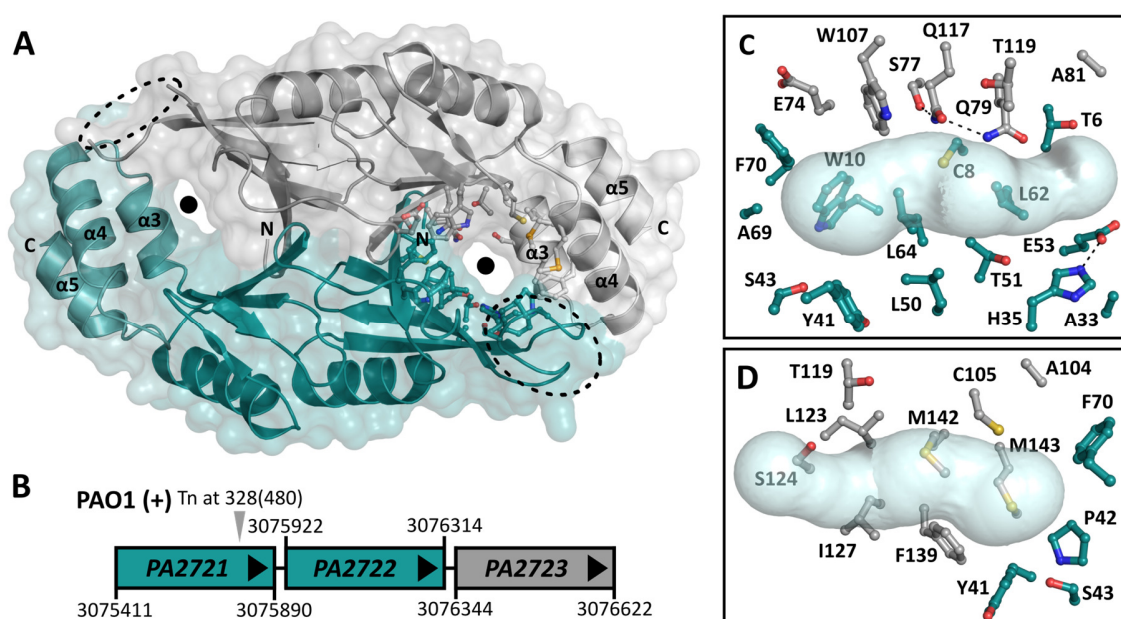 A
α5
C
α3
α4
α5
N
N
α3
α4
C
B
PAO1 (+) Tn at 328(480)
3075922
3076314
PA2721
PA2722
PA2723
3075411
3075890
3076344
3076622
C
W107
Q117
S77
T119
E74
Q79
A81
T6
F70
W10
C8
L62
A69
L64
E53
S43
T51
Y41
L50
H35
A33
D
T119
C105
A104
L123
M142
F70
M143
S124
P42
I127
F139
Y41
S43